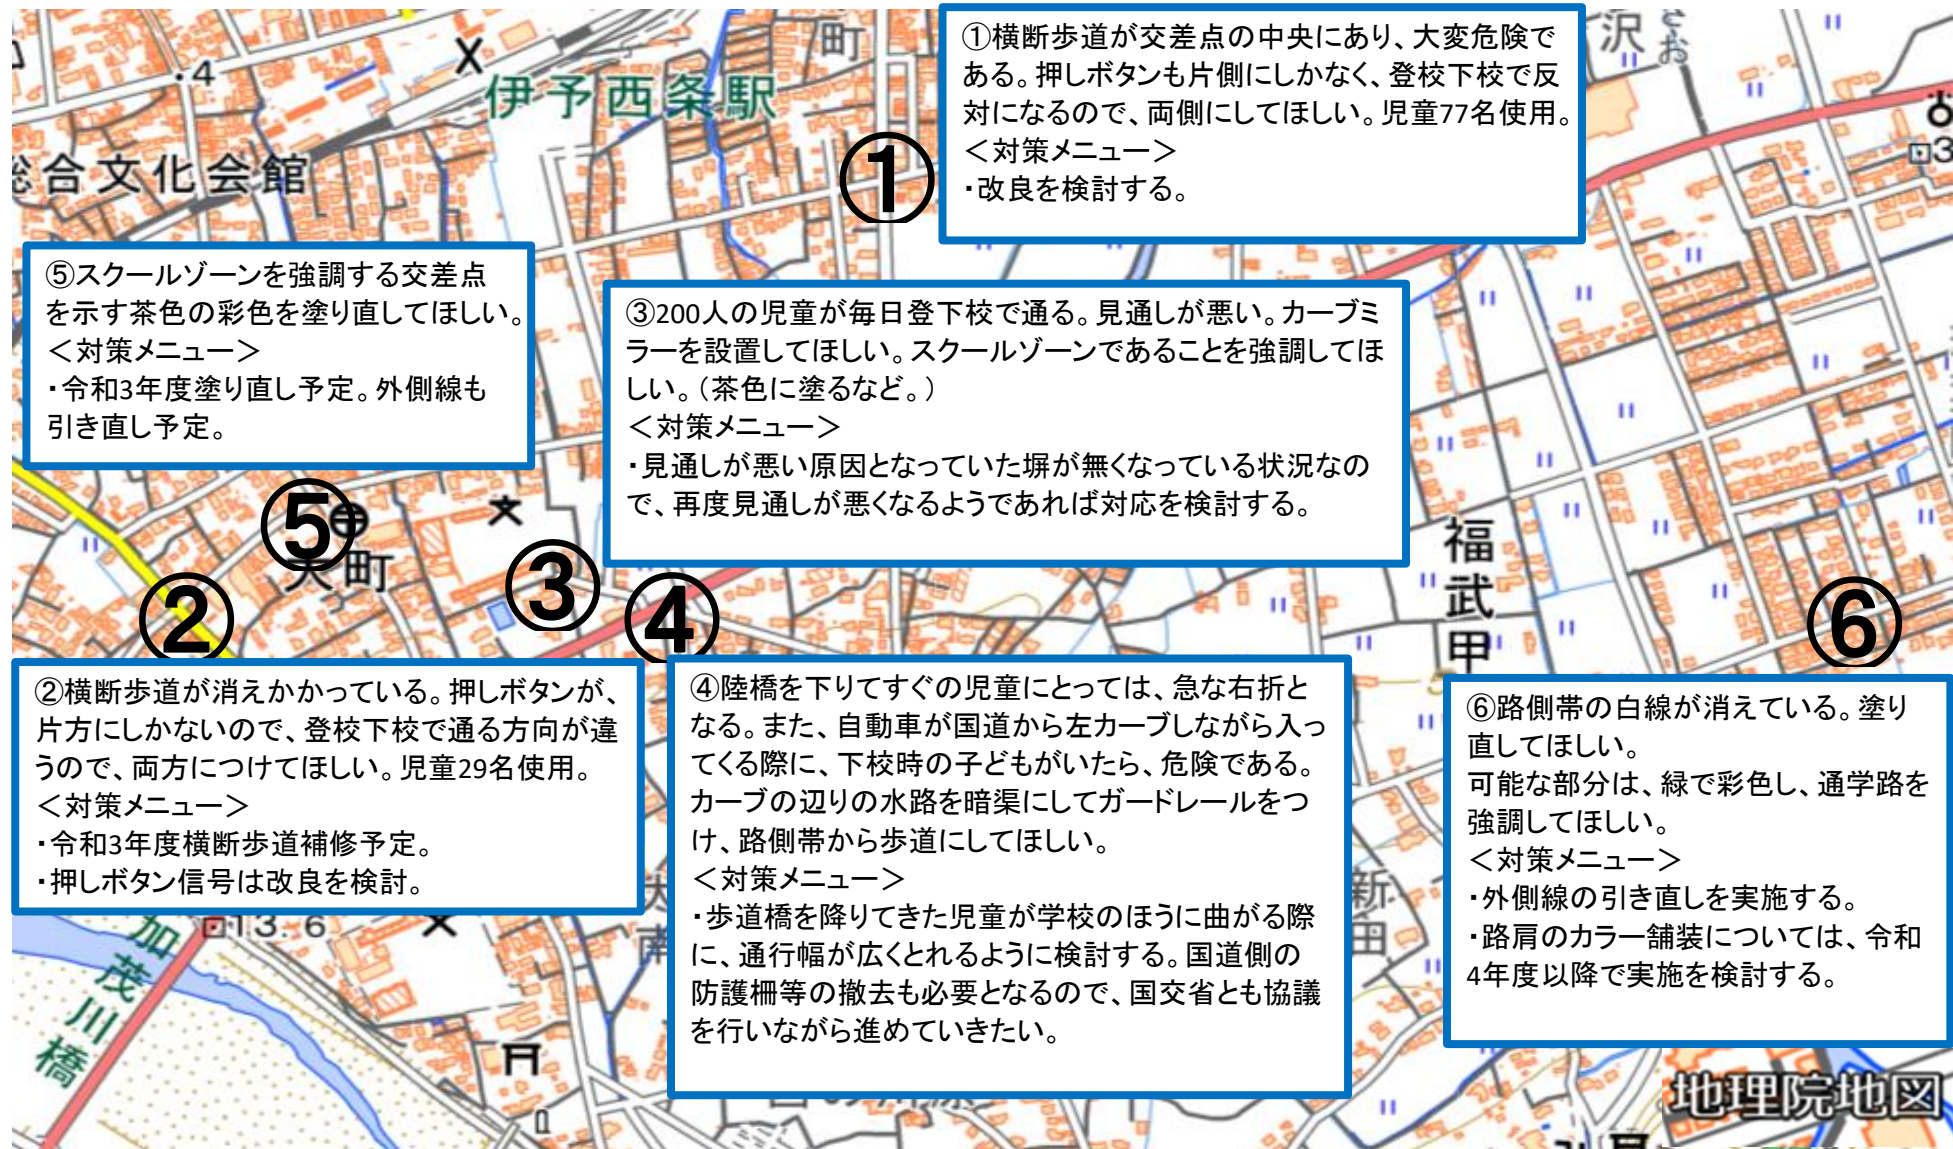 ①横断歩道が交差点の中央にあり、大変危険で
ある。押しボタンも片側にしかなく、登校下校で反
対になるので、両側にしてほしい。児童77名使用。
＜対策メニュー＞
・改良を検討する。
町
沢
・4
伊予西条駅
総合文化会館
①
3
⑤スクールゾーンを強調する交差点
を示す茶色の彩色を塗り直してほしい。
＜対策メニュー＞
・令和3年度塗り直し予定。外側線も
引き直し予定。
③200人の児童が毎日登下校で通る。見通しが悪い。カーブミ
ラーを設置してほしい。スクールゾーンであることを強調してほ
しい。（茶色に塗るなど。）
＜対策メニュー＞
・見通しが悪い原因となっていた塀が無くなっている状況なの
で、再度見通しが悪くなるようであれば対応を検討する。
⑤
大町
③
②
④
福武甲
⑥
②横断歩道が消えかかっている。押しボタンが、
片方にしかないので、登校下校で通る方向が違
うので、両方につけてほしい。児童29名使用。
＜対策メニュー＞
・令和3年度横断歩道補修予定。
・押しボタン信号は改良を検討。
④陸橋を下りてすぐの児童にとっては、急な右折と
なる。また、自動車が国道から左カーブしながら入っ
てくる際に、下校時の子どもがいたら、危険である。
カーブの辺りの水路を暗渠にしてガードレールをつ
け、路側帯から歩道にしてほしい。
＜対策メニュー＞
・歩道橋を降りてきた児童が学校のほうに曲がる際
に、通行幅が広くとれるように検討する。国道側の
防護柵等の撤去も必要となるので、国交省とも協議
を行いながら進めていきたい。
⑥路側帯の白線が消えている。塗り
直してほしい。
可能な部分は、緑で彩色し、通学路を
強調してほしい。
＜対策メニュー＞
・外側線の引き直しを実施する。
・路肩のカラー舗装については、令和
4年度以降で実施を検討する。
新田
南
13.6
加茂川橋
地理院地図